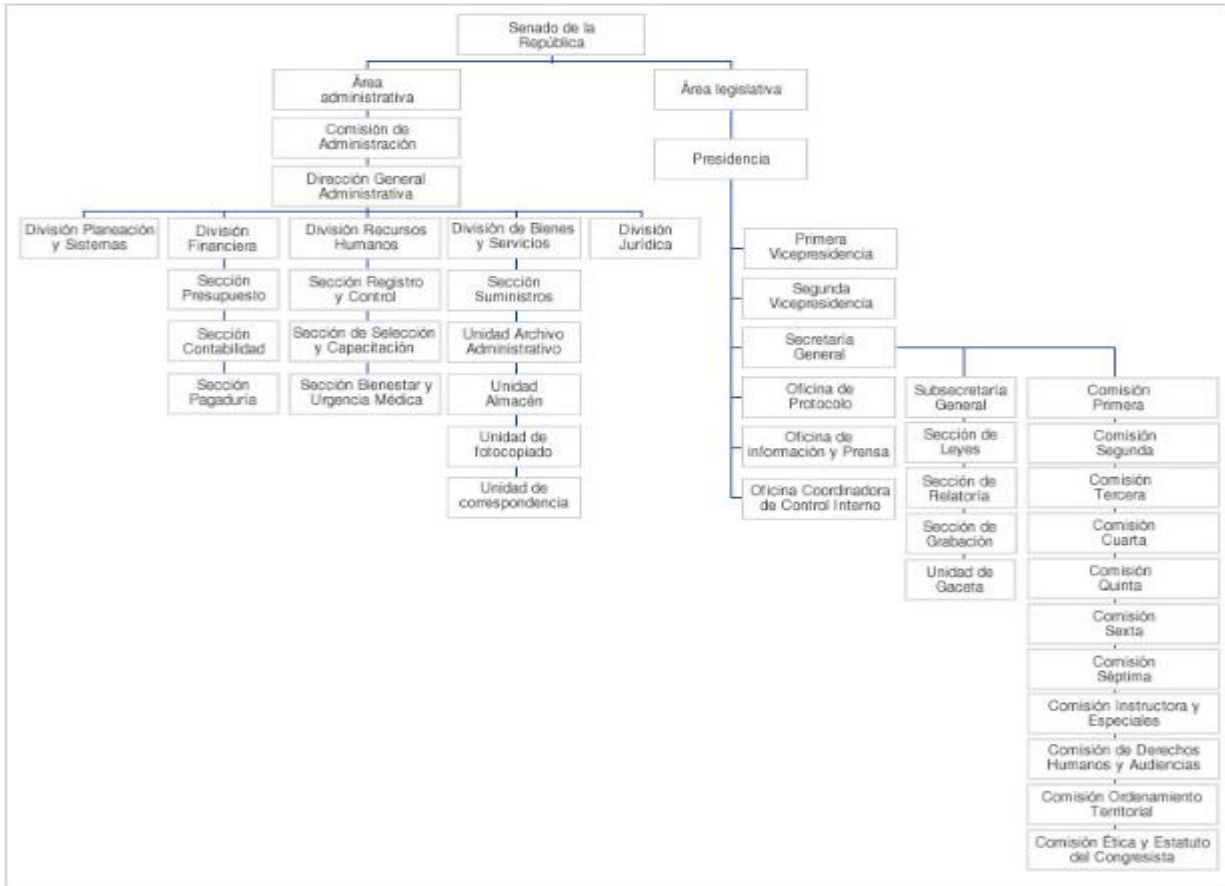 Senado de la
República
Área
administrativa
Área legislativa
Comisión de
Administración
Presidencia
Dirección General
Administrativa
División Planeación
y Sistemas
División
Financiera
División Recursos
Humanos
División de Bienes
y Servicios
División
Jurídica
Sección
Presupuesto
Sección
Contabilidad
Sección
Pagaduría
Sección Registro
y Control
Sección de Selección
y Capacitación
Sección Bienestar y
Urgencia Médica
Sección
Suministros
Unidad Archivo
Administrativo
Unidad
Almacén
Unidad de
fotocopiado
Unidad de
correspondencia
Primera
Vicepresidencia
Segunda
Vicepresidencia
Secretaría
General
Oficina de
Protocolo
Oficina de
información y Prensa
Oficina Coordinadora
de Control Interno
Subsecretaría
General
Sección de
Leyes
Sección de
Relatoría
Sección de
Grabación
Unidad de
Gaceta
Comisión
Primera
Comisión
Segunda
Comisión
Tercera
Comisión
Cuarta
Comisión
Quinta
Comisión
Sexta
Comisión
Séptima
Comisión Instructora y
Especiales
Comisión de Derechos
Humanos y Audiencias
Comisión Ordenamiento
Territorial
Comisión Ética y Estatuto
del Congresista